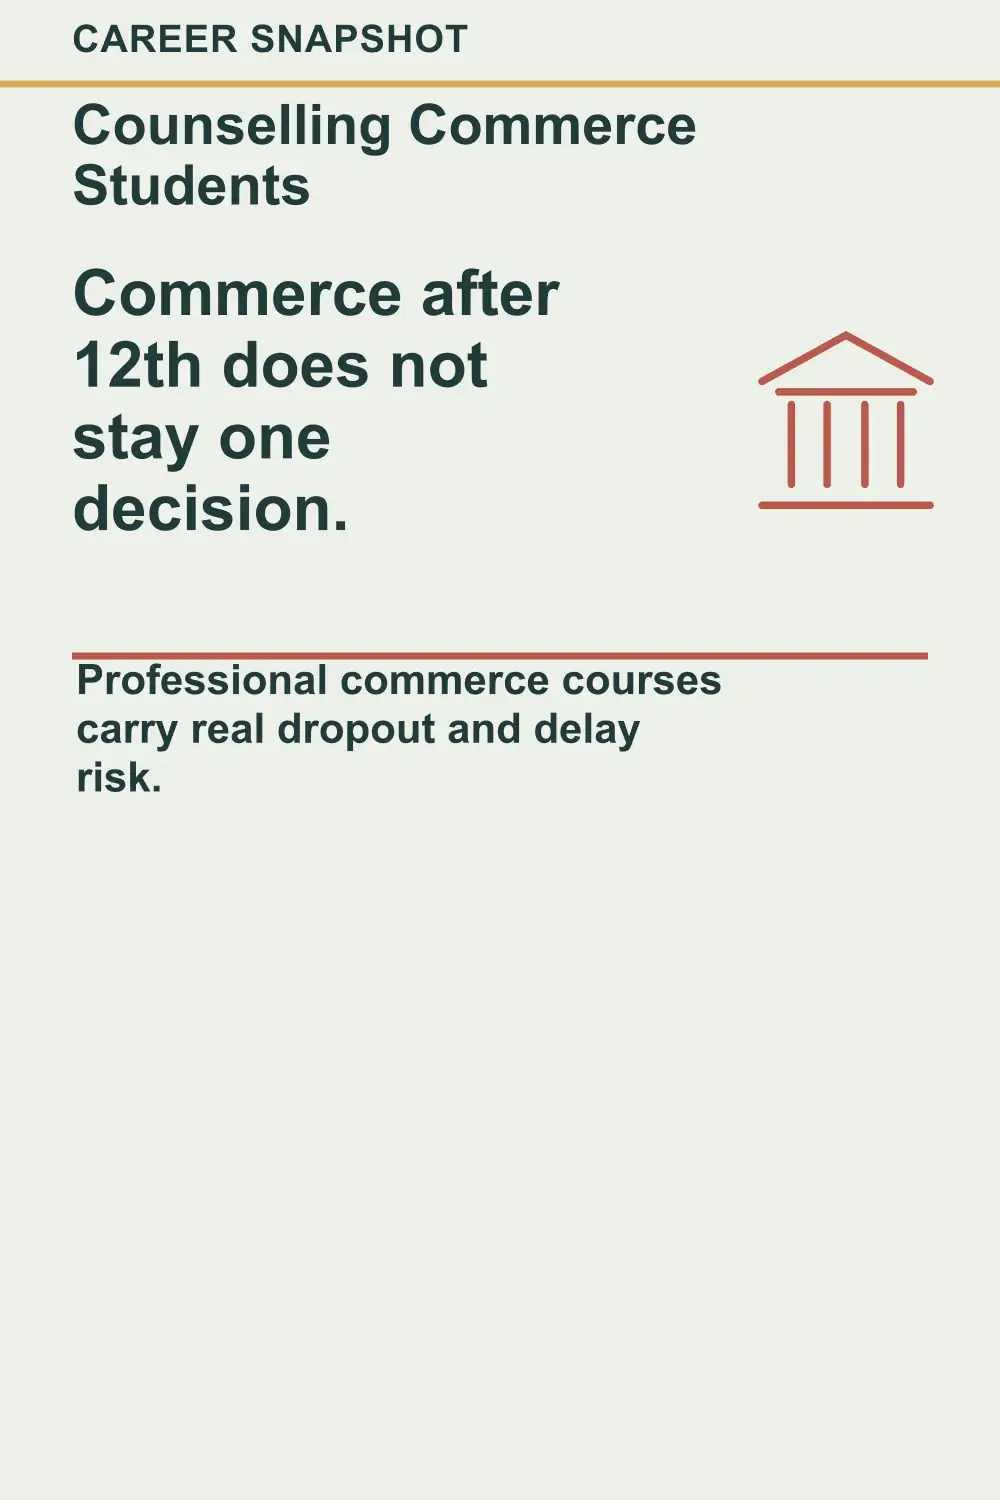 CAREER SNAPSHOT
Counselling Commerce
Students
Commerce after
12th does not
stay one
decision.
Professional commerce courses
carry real dropout and delay
risk.